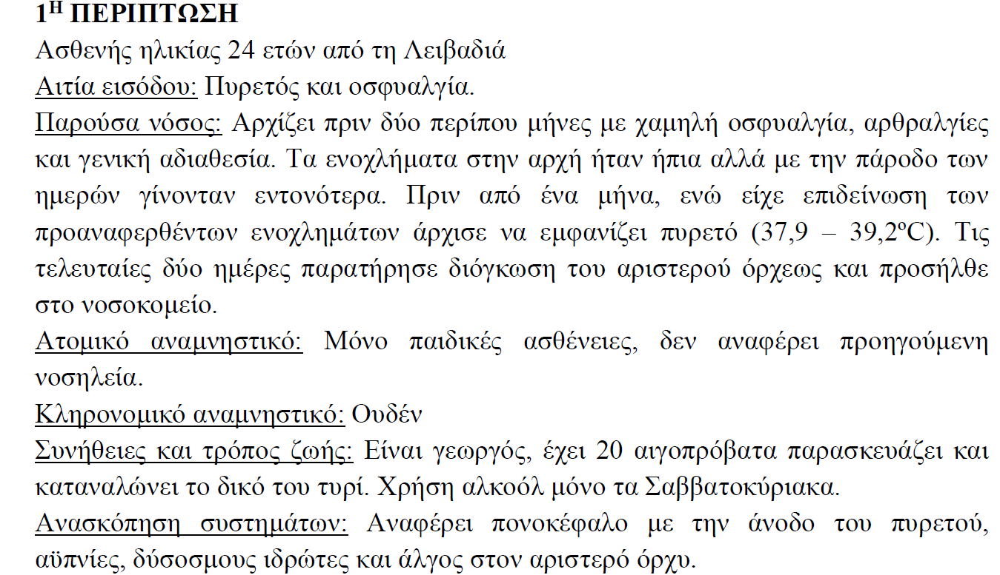 1Η ΠΕΡΙΠΤΩΣΗ
Ασθενής ηλικίας 24 ετών από τη Λειβαδιά
Αιτία εισόδου: Πυρετός και οσφυαλγία.
Παρούσα νόσος: Αρχίζει πριν δύο περίπου μήνες με χαμηλή οσφυαλγία, αρθραλγίες
και γενική αδιαθεσία. Τα ενοχλήματα στην αρχή ήταν ήπια αλλά με την πάροδο των
ημερών γίνονταν εντονότερα. Πριν από ένα μήνα, ενώ είχε επιδείνωση των
προαναφερθέντων ενοχλημάτων άρχισε να εμφανίζει πυρετό (37,9 – 39,2ºC). Τις
τελευταίες δύο ημέρες παρατήρησε διόγκωση του αριστερού όρχεως και προσήλθε
στο νοσοκομείο.
Ατομικό αναμνηστικό: Μόνο παιδικές ασθένειες, δεν αναφέρει προηγούμενη
νοσηλεία.
Κληρονομικό αναμνηστικό: Ουδέν
Συνήθειες και τρόπος ζωής: Είναι γεωργός, έχει 20 αιγοπρόβατα παρασκευάζει και
καταναλώνει το δικό του τυρί. Χρήση αλκοόλ μόνο τα Σαββατοκύριακα.
Ανασκόπηση συστημάτων: Αναφέρει πονοκέφαλο με την άνοδο του πυρετού,
αϋπνίες, δύσοσμους ιδρώτες και άλγος στον αριστερό όρχυ.